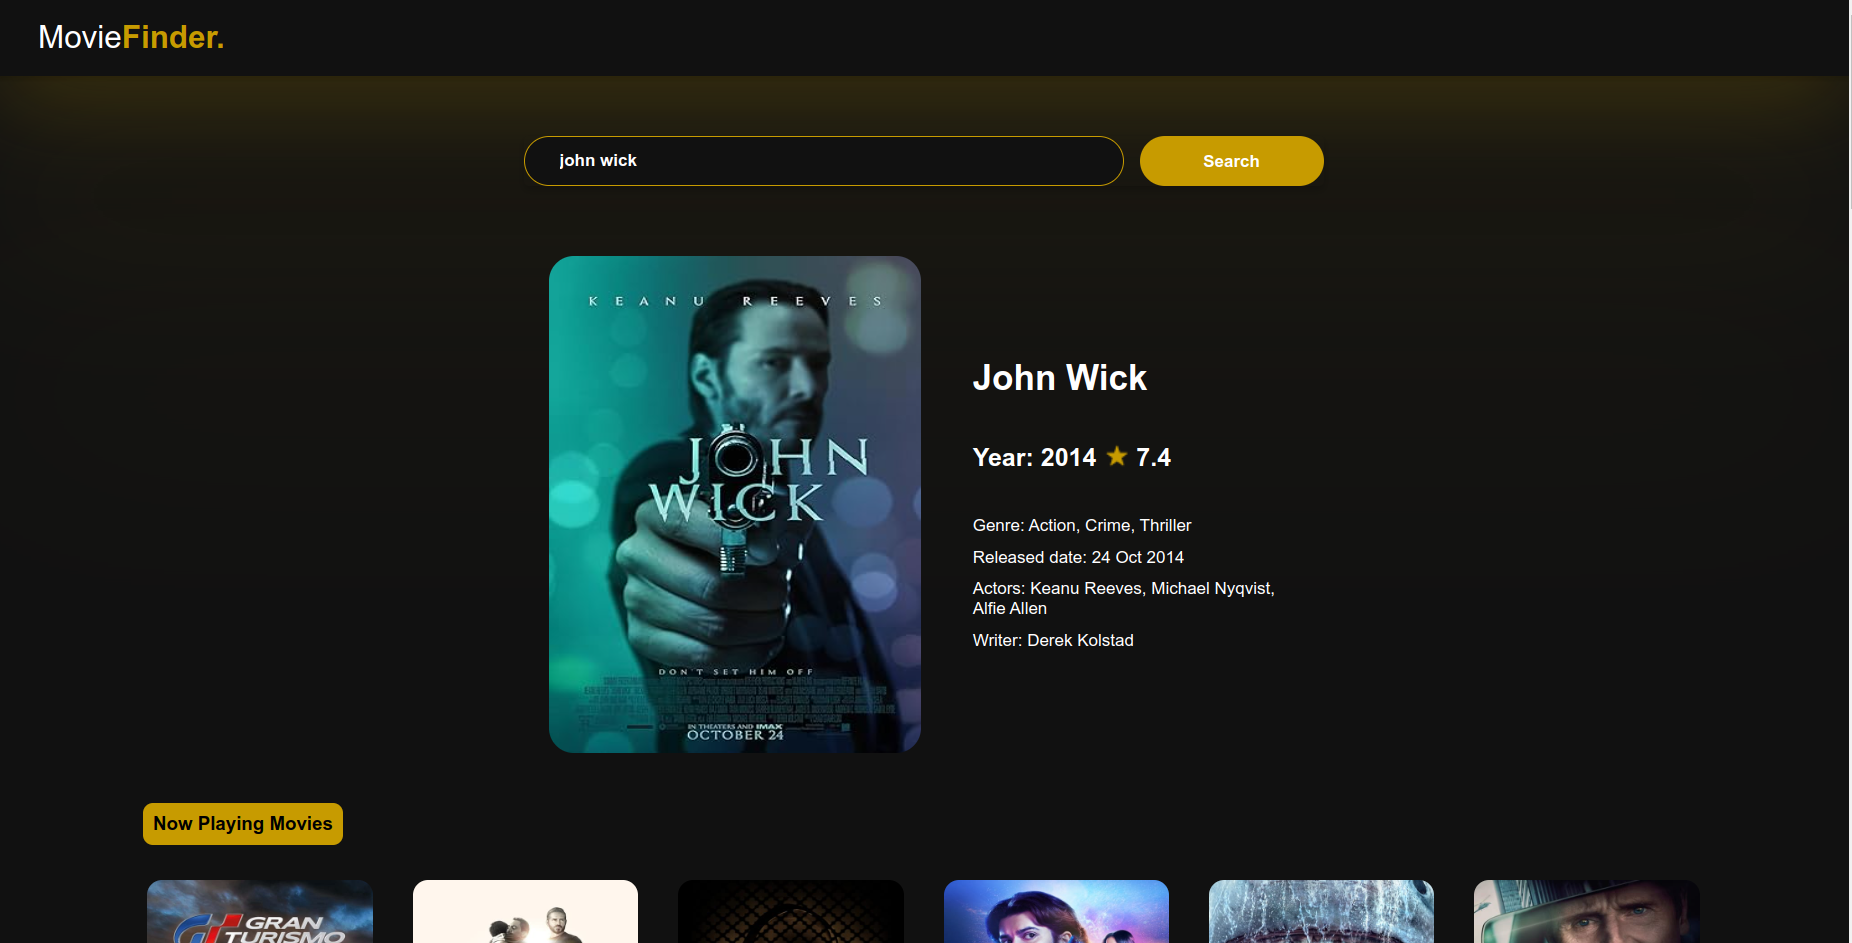 MovieFinder.
john wick
Search
KEANU REEVES
JOHN
WICK
DON'T SET HIM OFF
IN THEATERS AND IMAX
OCTOBER 24
John Wick
Year: 2014 ★ 7.4
Genre: Action, Crime, Thriller
Released date: 24 Oct 2014
Actors: Keanu Reeves, Michael Nyqvist,
Alfie Allen
Writer: Derek Kolstad
Now Playing Movies
GRAN
TURISMO